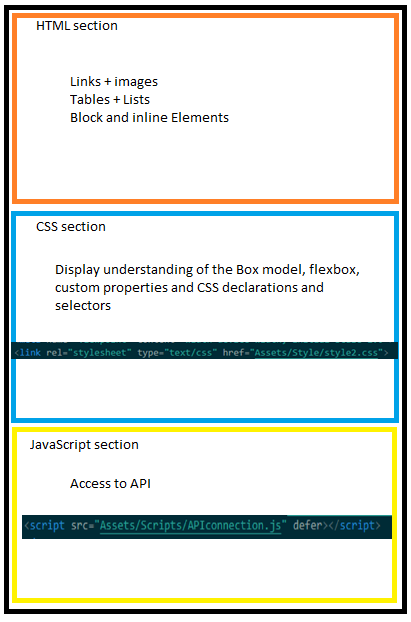 HTML section
Links + images
Tables + Lists
Block and inline Elements
CSS section
Display understanding of the Box model, flexbox,
custom properties and CSS declarations and
selectors
<link rel="stylesheet" type="text/css" href="Assets/Style/style2.css">
JavaScript section
Access to API
<script src="Assets/Scripts/APIconnection.js" defer></script>